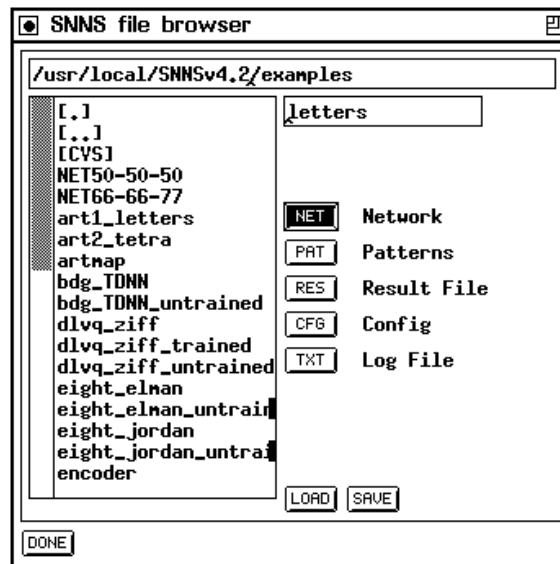 SNNS file browser
/usr/local/SNNSv4.2/examples
[.]
[..]
[CVS]
NET50-50-50
NET66-66-77
art1_letters
art2_tetra
artmap
bdg_TDNN
bdg_TDNN_untrained
dlvq_ziff
dlvq_ziff_trained
dlvq_ziff_untrained
eight_elman
eight_elman_untrain
eight_jordan
eight_jordan_untrai
encoder
letters
NET Network
PAT Patterns
RES Result File
CFG Config
TXT Log File
LOAD SAVE
DONE